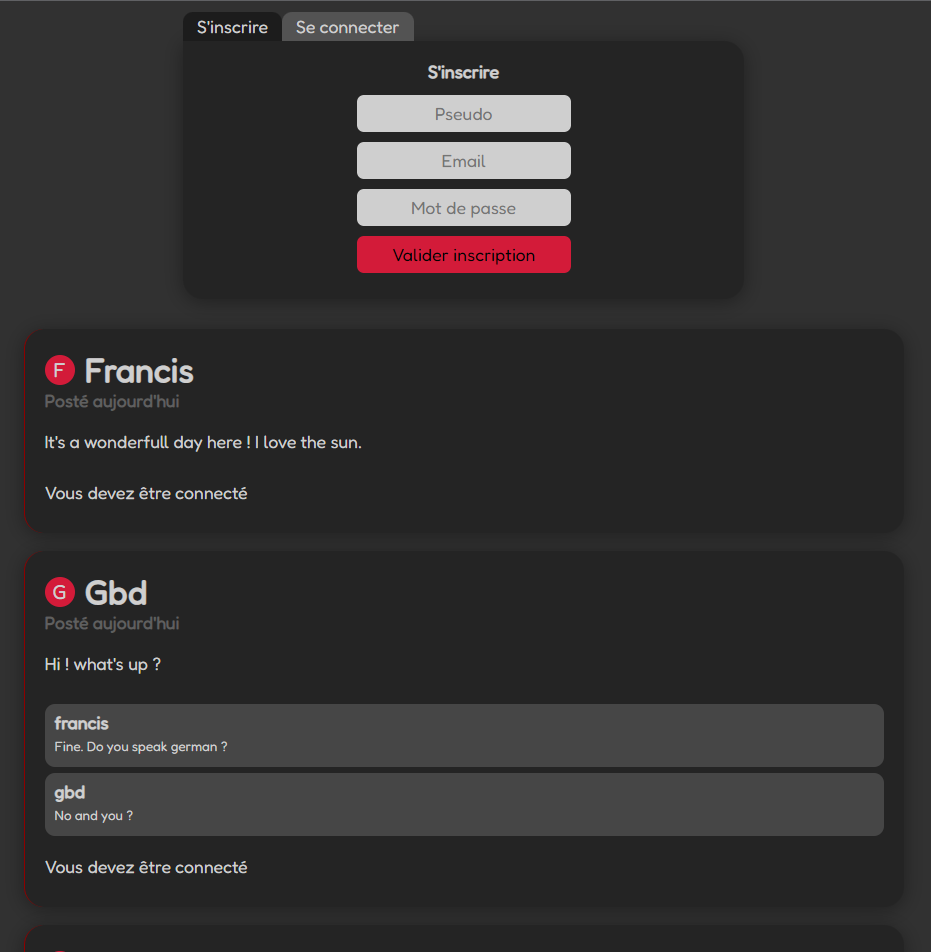 S'inscrire
Se connecter
S'inscrire
Pseudo
Email
Mot de passe
Valider inscription
F Francis
Posté aujourd'hui
It's a wonderfull day here ! I love the sun.
Vous devez être connecté
G Gbd
Posté aujourd'hui
Hi ! what's up ?
francis
Fine. Do you speak german ?
gbd
No and you ?
Vous devez être connecté